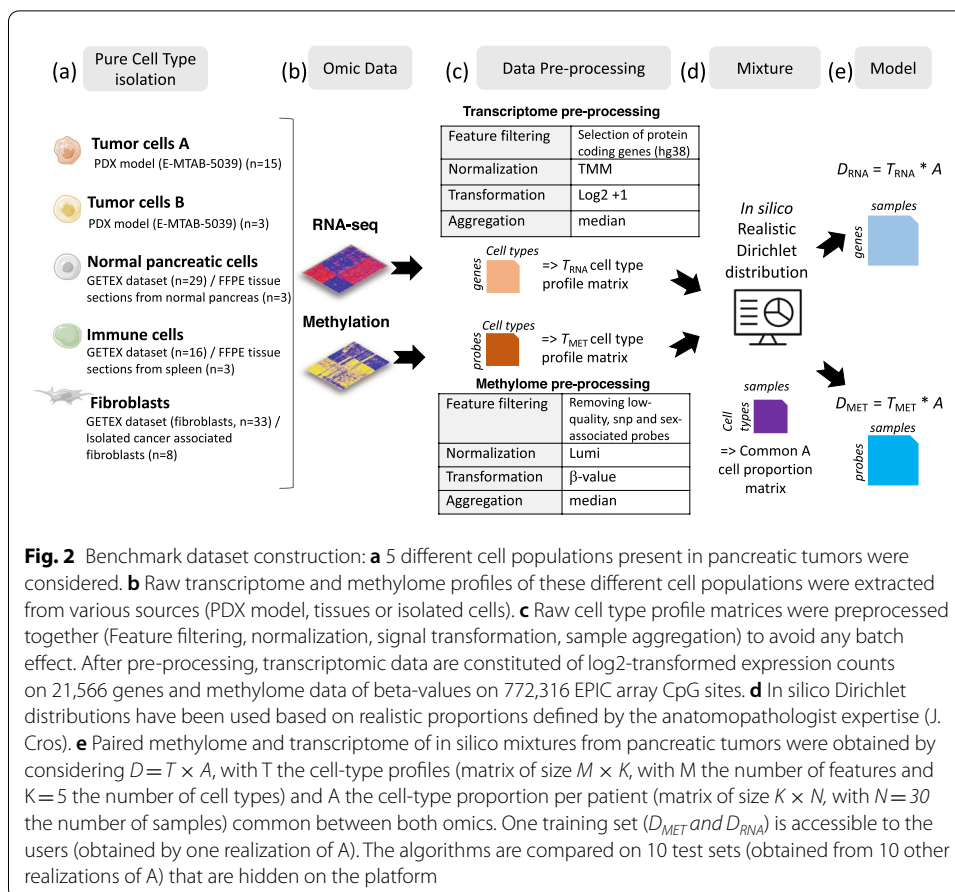 (a) Pure Cell Type isolation
(b) Omic Data
(c) Data Pre-processing
(d) Mixture
(e) Model
Tumor cells A
PDX model (E-MTAB-5039) (n=15)
Tumor cells B
PDX model (E-MTAB-5039) (n=3)
Normal pancreatic cells
GETEX dataset (n=29) / FFPE tissue
sections from normal pancreas (n=3)
Immune cells
GETEX dataset (n=16) / FFPE tissue
sections from spleen (n=3)
Fibroblasts
GETEX dataset (fibroblasts, n=33) /
Isolated cancer associated
fibroblasts (n=8)
RNA-seq
Methylation
Transcriptome pre-processing
Feature filtering
Selection of protein
coding genes (hg38)
Normalization
TMM
Transformation
Log2 +1
Aggregation
median
Cell types
genes
=> T_RNA cell type
profile matrix
Cell types
probes
=> T_MET cell type
profile matrix
Methylome pre-processing
Feature filtering
Removing low-
quality, snp and sex-
associated probes
Normalization
Lumi
Transformation
β-value
Aggregation
median
In silico
Realistic
Dirichlet
distribution
samples
Cell
types
=> Common A
cell proportion
matrix
D_RNA = T_RNA * A
samples
genes
D_MET = T_MET * A
samples
probes
Fig. 2 Benchmark dataset construction: a 5 different cell populations present in pancreatic tumors were
considered. b Raw transcriptome and methylome profiles of these different cell populations were extracted
from various sources (PDX model, tissues or isolated cells). c Raw cell type profile matrices were preprocessed
together (Feature filtering, normalization, signal transformation, sample aggregation) to avoid any batch
effect. After pre-processing, transcriptomic data are constituted of log2-transformed expression counts
on 21,566 genes and methylome data of beta-values on 772,316 EPIC array CpG sites. d In silico Dirichlet
distributions have been used based on realistic proportions defined by the anatomopathologist expertise (J.
Cros). e Paired methylome and transcriptome of in silico mixtures from pancreatic tumors were obtained by
considering D = T × A, with T the cell-type profiles (matrix of size M × K, with M the number of features and
K = 5 the number of cell types) and A the cell-type proportion per patient (matrix of size K × N, with N = 30
the number of samples) common between both omics. One training set (D_MET and D_RNA) is accessible to the
users (obtained by one realization of A). The algorithms are compared on 10 test sets (obtained from 10 other
realizations of A) that are hidden on the platform